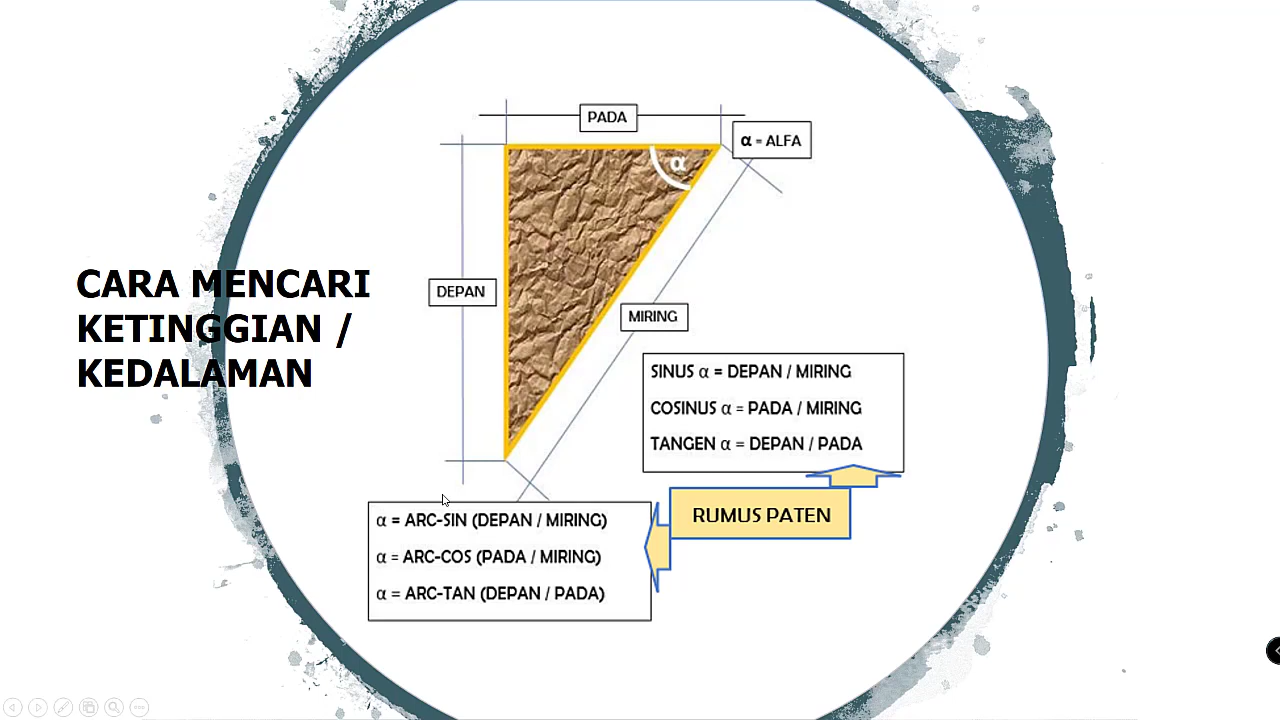 CARA MENCARI
KETINGGIAN /
KEDALAMAN
PADA
α = ALFA
α
DEPAN
MIRING
SINUS α = DEPAN / MIRING
COSINUS α = PADA / MIRING
TANGEN α = DEPAN / PADA
RUMUS PATEN
α = ARC-SIN (DEPAN / MIRING)
α = ARC-COS (PADA / MIRING)
α = ARC-TAN (DEPAN / PADA)